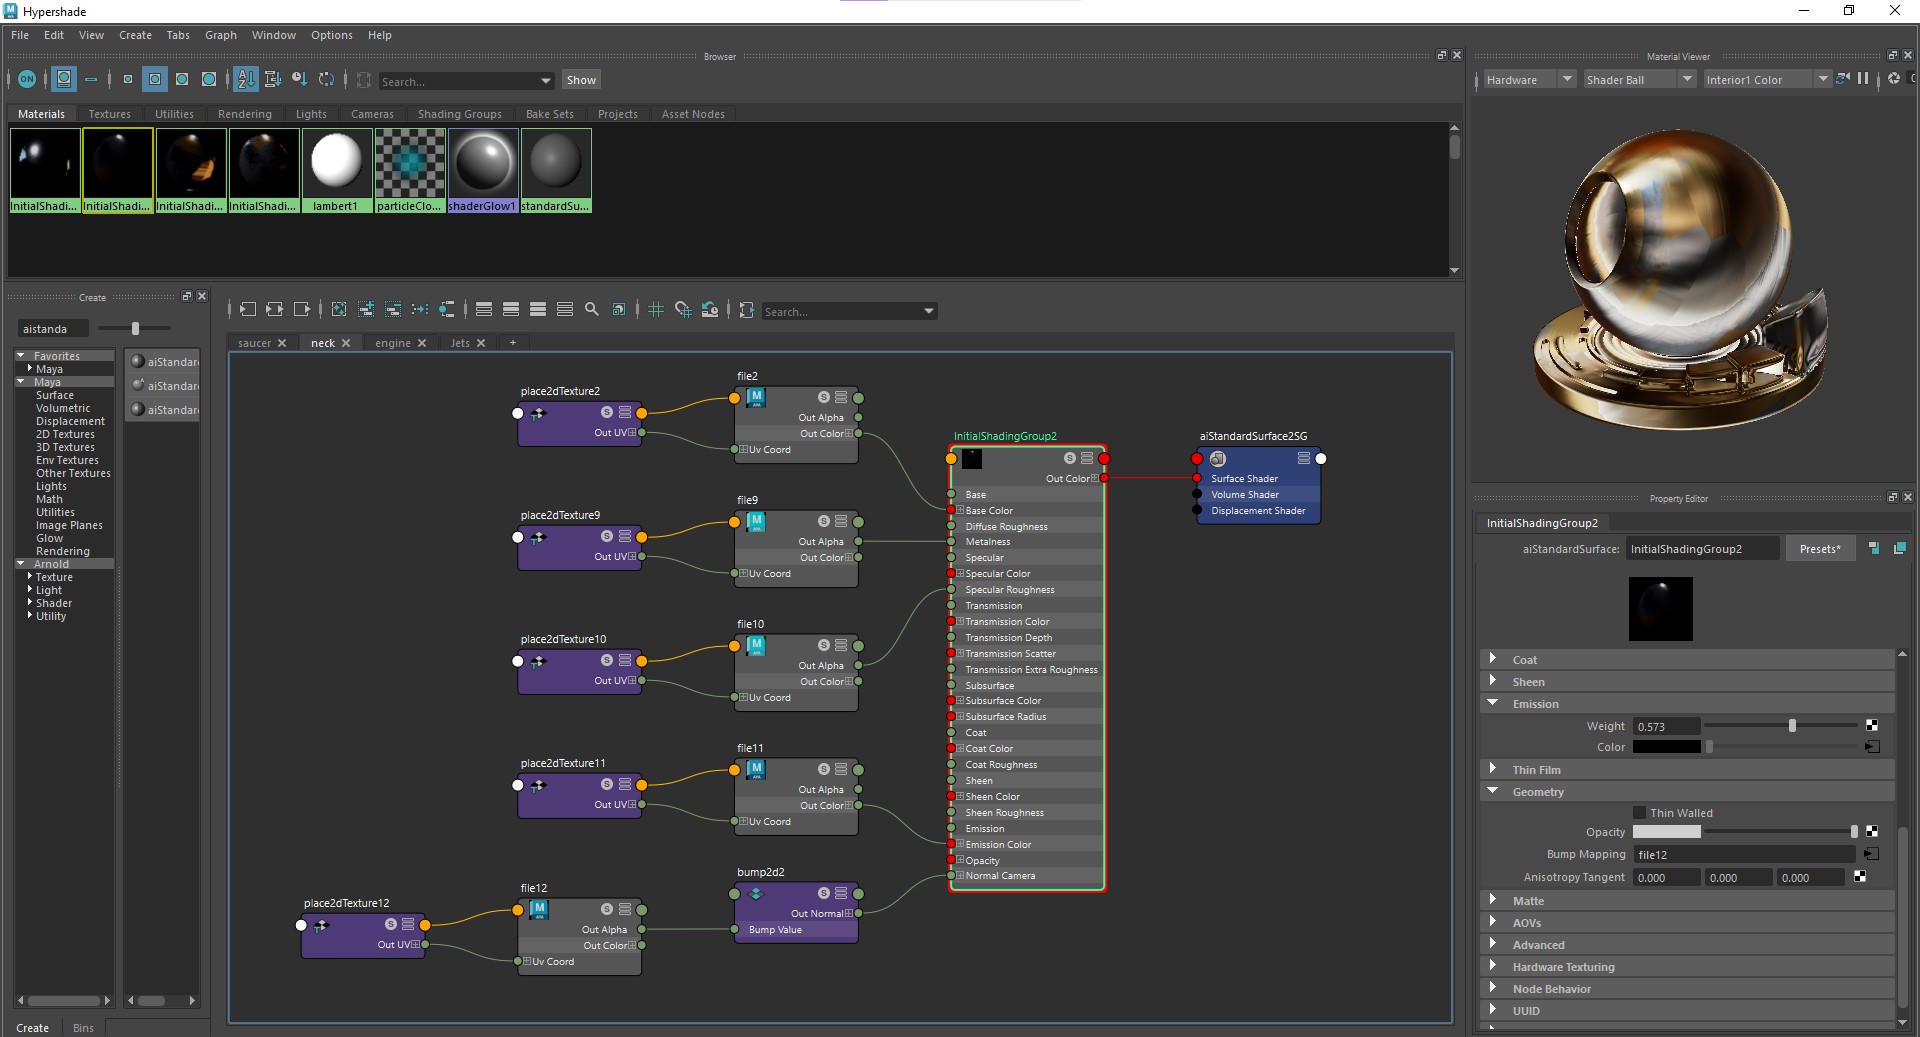 Hypershade
File Edit View Create Tabs Graph Window Options Help
Browser
ON
Search...
Show
Materials Textures Utilities Rendering Lights Cameras Shading Groups Bake Sets Projects Asset Nodes
InitialShadi... InitialShadi... InitialShadi... InitialShadi... lambert1 particleClo... shaderGlow1 standardSu...
Create
aistanda
Favorites
Maya
Maya
Surface
Volumetric
Displacement
2D Textures
3D Textures
Env Textures
Other Textures
Lights
Math
Utilities
Image Planes
Glow
Rendering
Arnold
Texture
Light
Shader
Utility
aiStandar
aiStandar
aiStandar
Create Bins
Search...
saucer neck engine Jets +
place2dTexture2
Out UV
file2
Out Alpha
Out Color
Uv Coord
place2dTexture9
Out UV
file9
Out Alpha
Out Color
Uv Coord
place2dTexture10
Out UV
file10
Out Alpha
Out Color
Uv Coord
place2dTexture11
Out UV
file11
Out Alpha
Out Color
Uv Coord
place2dTexture12
Out UV
file12
Out Alpha
Out Color
Uv Coord
bump2d2
Out Normal
Bump Value
InitialShadingGroup2
Out Color
Base
Base Color
Diffuse Roughness
Metalness
Specular
Specular Color
Specular Roughness
Transmission
Transmission Color
Transmission Depth
Transmission Scatter
Transmission Extra Roughness
Subsurface
Subsurface Color
Subsurface Radius
Coat
Coat Color
Coat Roughness
Sheen
Sheen Color
Sheen Roughness
Emission
Emission Color
Opacity
Normal Camera
aiStandardSurface2SG
Surface Shader
Volume Shader
Displacement Shader
Material Viewer
Hardware Shader Ball Interior1 Color
Property Editor
InitialShadingGroup2
aiStandardSurface: InitialShadingGroup2 Presets*
Coat
Sheen
Emission
Weight 0.573
Color
Thin Film
Geometry
Thin Walled
Opacity
Bump Mapping file12
Anisotropy Tangent 0.000 0.000 0.000
Matte
AOVs
Advanced
Hardware Texturing
Node Behavior
UUID